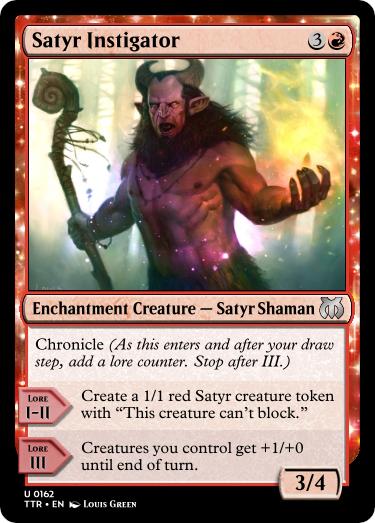 Satyr Instigator 3
Enchantment Creature — Satyr Shaman
Chronicle (As this enters and after your draw
step, add a lore counter. Stop after III.)
LORE
I–II
Create a 1/1 red Satyr creature token
with “This creature can’t block.”
LORE
III
Creatures you control get +1/+0
until end of turn.
3/4
U 0162
TTR • EN Louis Green